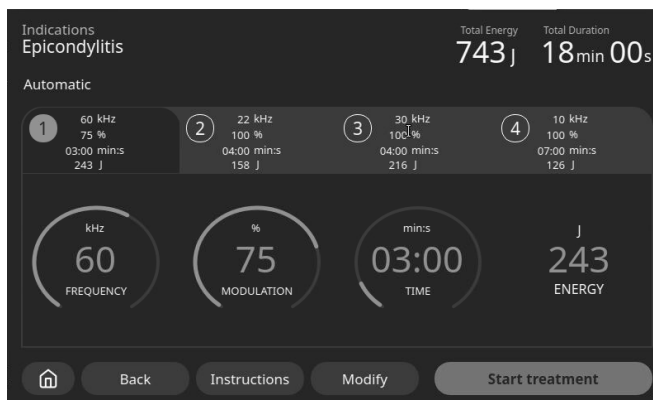 Indications
Epicondylitis
Total Energy
743 J
Total Duration
18 min 00 s
Automatic
1
60 kHz
75 %
03:00 min:s
243 J
2
22 kHz
100 %
04:00 min:s
158 J
3
30 kHz
100 %
04:00 min:s
216 J
4
10 kHz
100 %
07:00 min:s
126 J
kHz
60
FREQUENCY
%
75
MODULATION
min:s
03:00
TIME
J
243
ENERGY
Back
Instructions
Modify
Start treatment